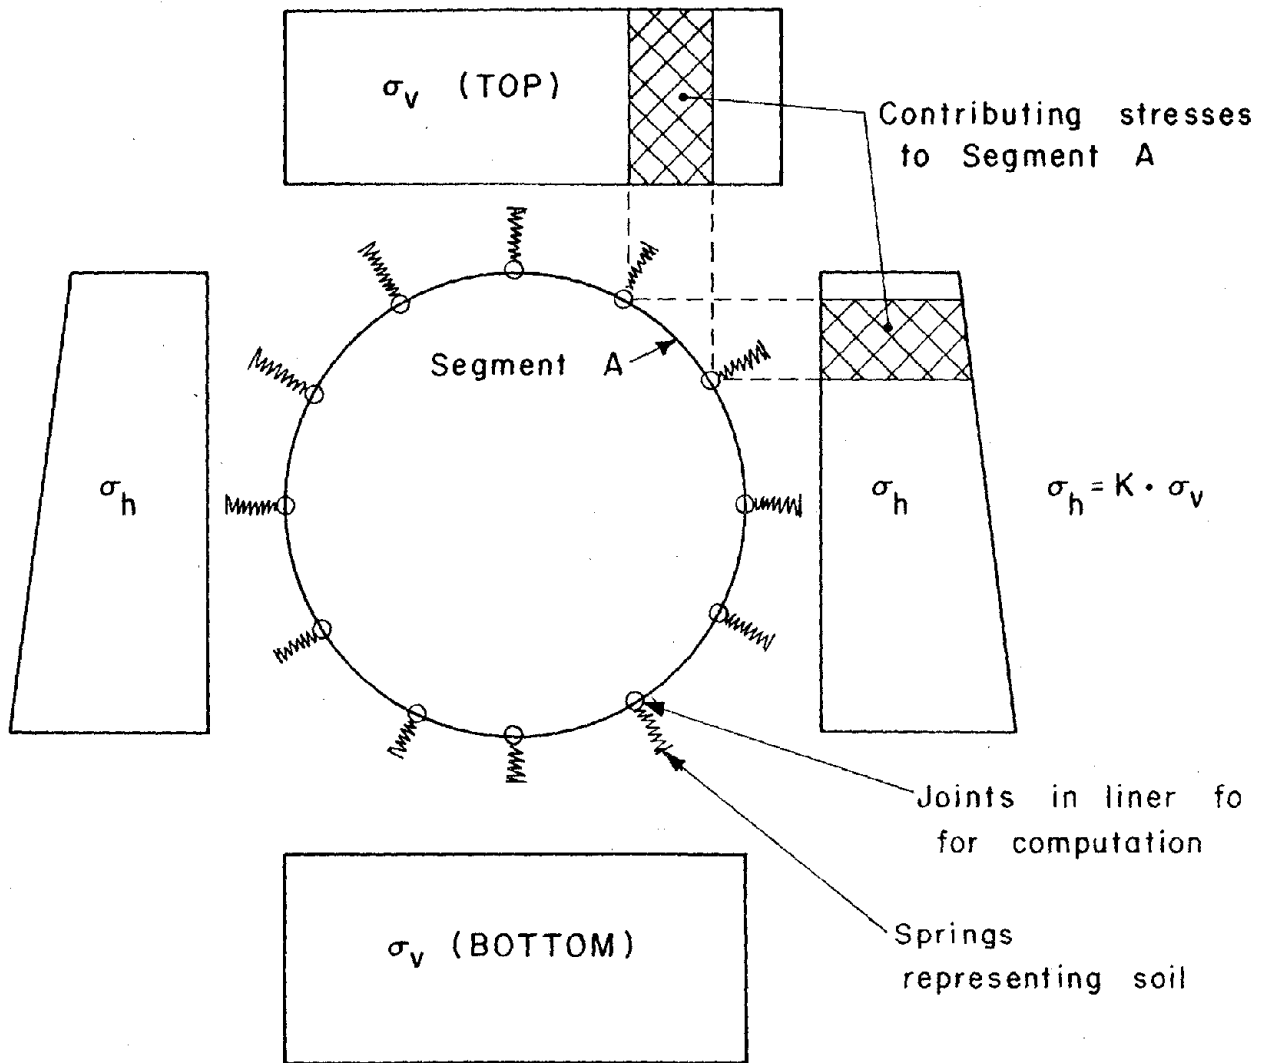 σv (TOP)
Contributing stresses
to Segment A
Segment A
σh
σh
σh = K · σv
Joints in liner fo
for computation
σv (BOTTOM)
Springs
representing soil